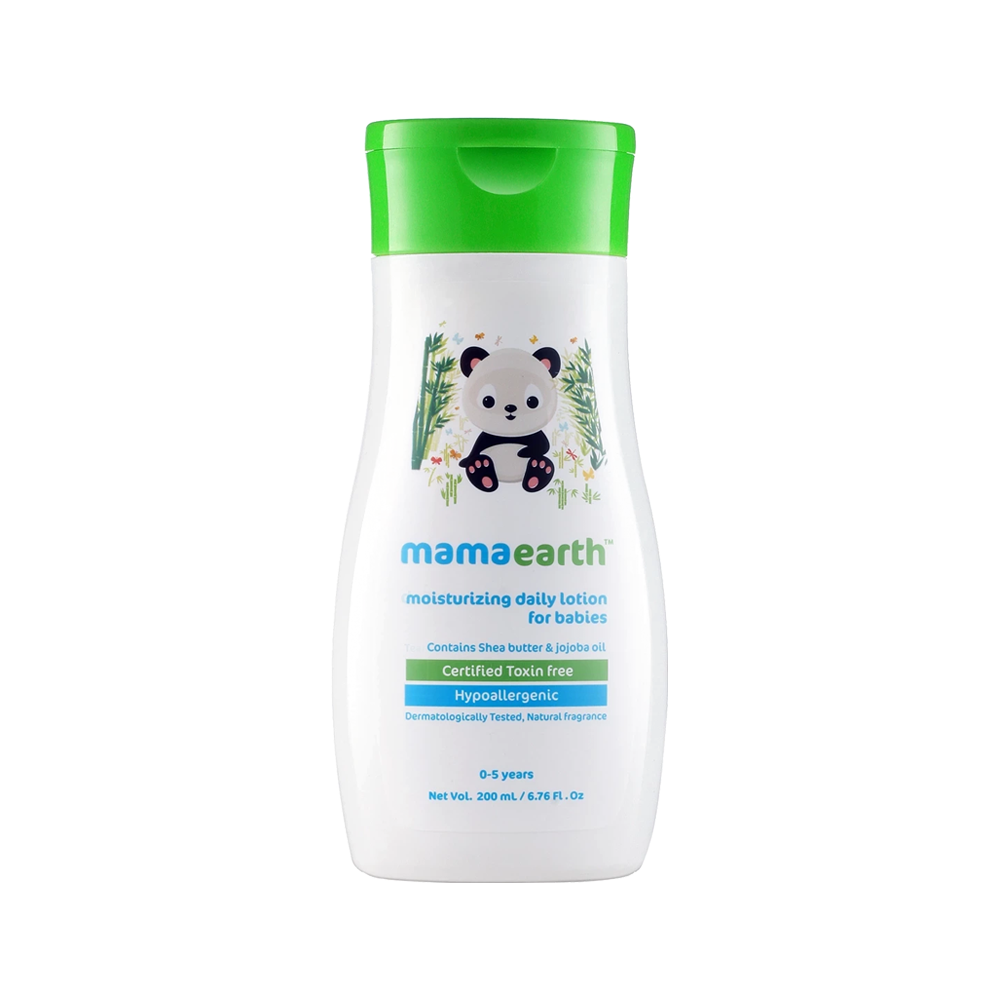 mamaearth™
moisturizing daily lotion
for babies
Contains Shea butter & jojoba oil
Certified Toxin free
Hypoallergenic
Dermatologically Tested, Natural fragrance
0-5 years
Net Vol. 200 mL / 6.76 Fl . Oz